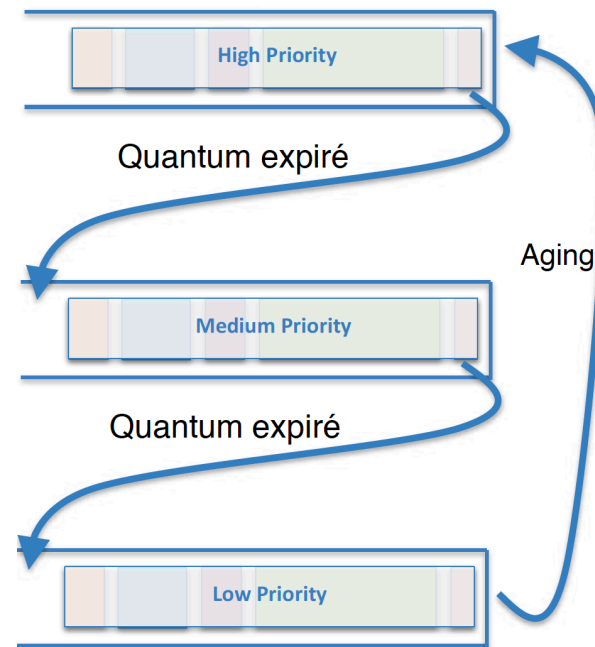 High Priority
Quantum expiré
Aging
Medium Priority
Quantum expiré
Low Priority